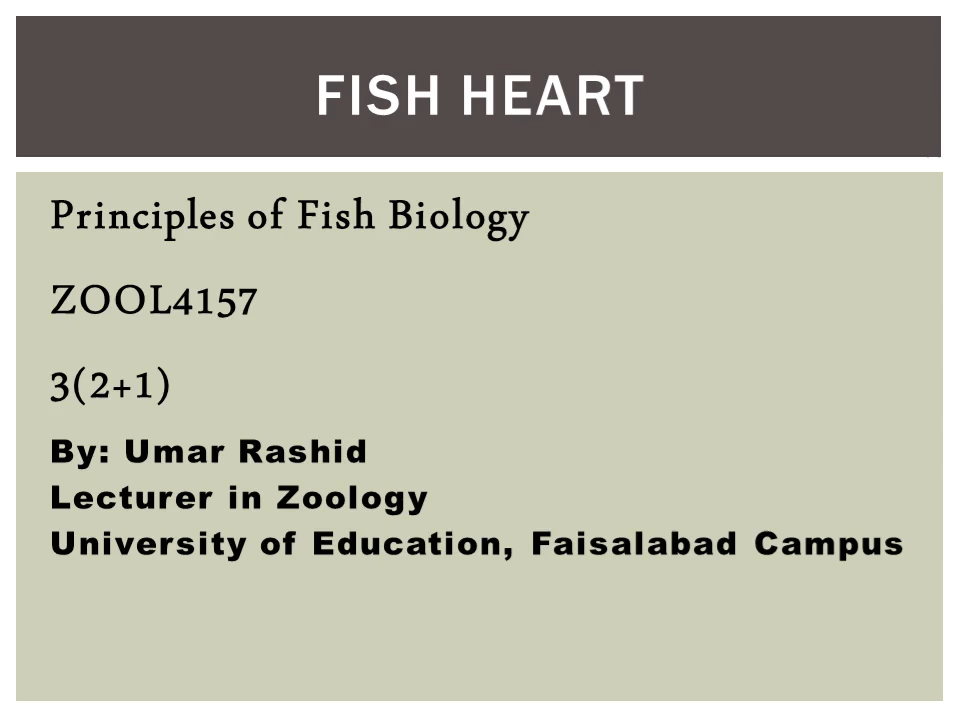 FISH HEART
Principles of Fish Biology
ZOOL4157
3(2+1)
By: Umar Rashid
Lecturer in Zoology
University of Education, Faisalabad Campus